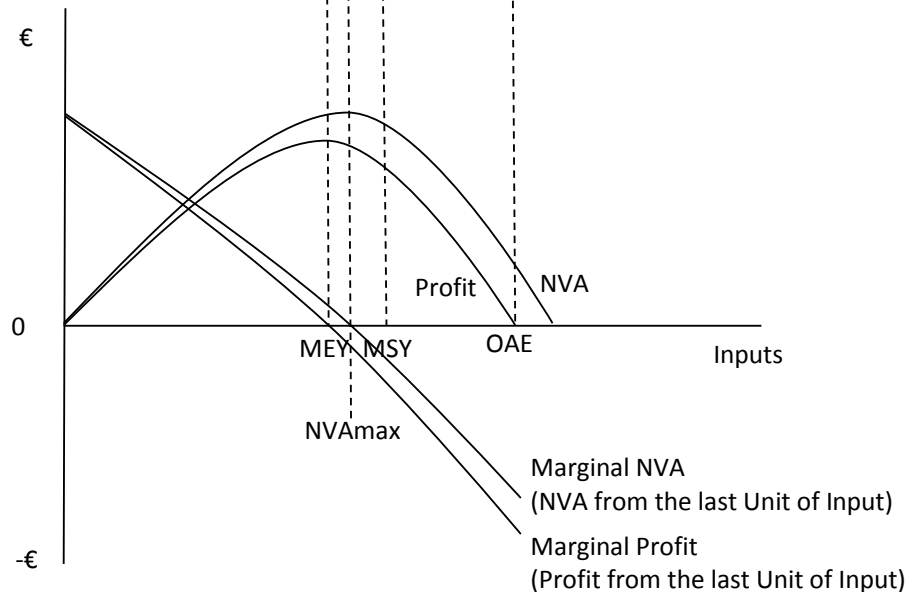 €
Profit
NVA
0
MEY
MSY
OAE
Inputs
NVAmax
Marginal NVA
(NVA from the last Unit of Input)
-€
Marginal Profit
(Profit from the last Unit of Input)